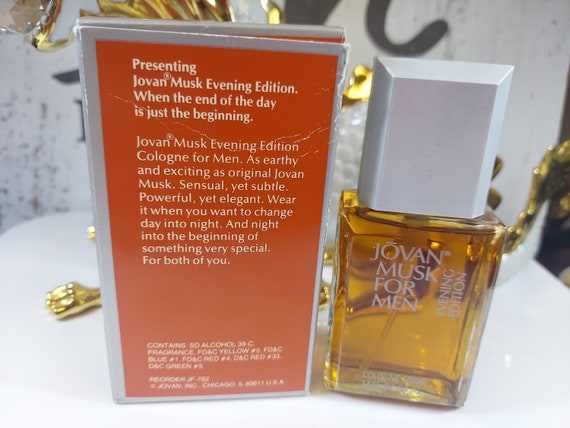 Presenting
Jovan® Musk Evening Edition.
When the end of the day
is just the beginning.
Jovan® Musk Evening Edition
Cologne for Men. As earthy
and exciting as original Jovan
Musk. Sensual, yet subtle.
Powerful, yet elegant. Wear
it when you want to change
day into night. And night
into the beginning of
something very special.
For both of you.
CONTAINS: SD ALCOHOL 39-C,
FRAGRANCE, FD&C YELLOW #5, FD&C
BLUE #1, FD&C RED #4, D&C RED #33,
D&C GREEN #5
REORDER JF-762
© JOVAN, INC., CHICAGO, IL 60611 U.S.A.
JŌVAN®
MUSK
FOR
MEN
EVENING
EDITION
COLOGNE SPRAY